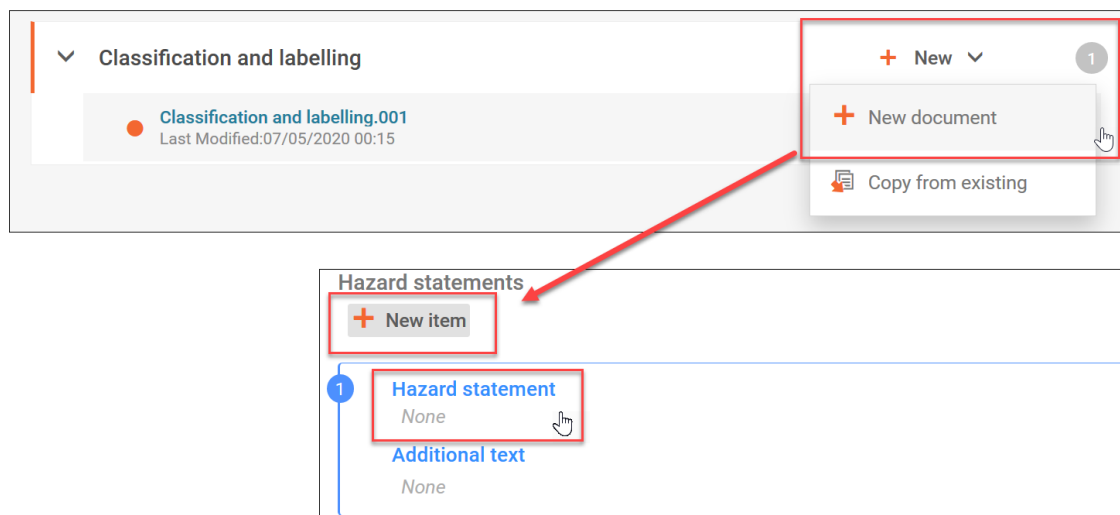 Classification and labelling
+ New
1
Classification and labelling.001
Last Modified:07/05/2020 00:15
+ New document
Copy from existing
Hazard statements
+ New item
1
Hazard statement
None
Additional text
None